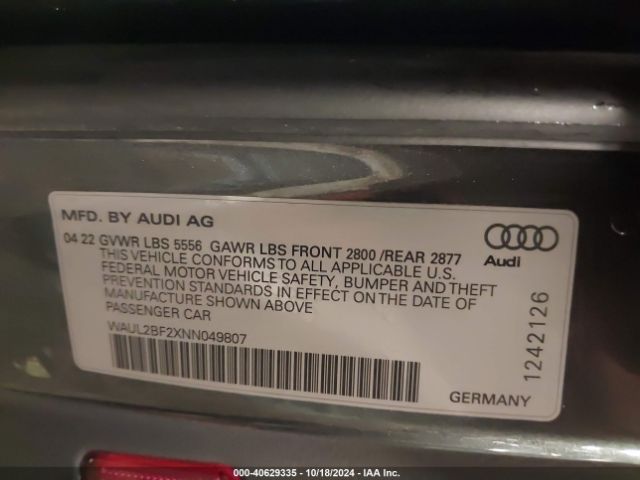 MFD. BY AUDI AG
04 22 GVWR LBS 5556 GAWR LBS FRONT 2800 /REAR 2877
THIS VEHICLE CONFORMS TO ALL APPLICABLE U.S.
FEDERAL MOTOR VEHICLE SAFETY, BUMPER AND THEFT
PREVENTION STANDARDS IN EFFECT ON THE DATE OF
MANUFACTURE SHOWN ABOVE
PASSENGER CAR
WAUL2BF2XNN049807
Audi
1242126
GERMANY
000-40629335 - 10/18/2024 - IAA Inc.